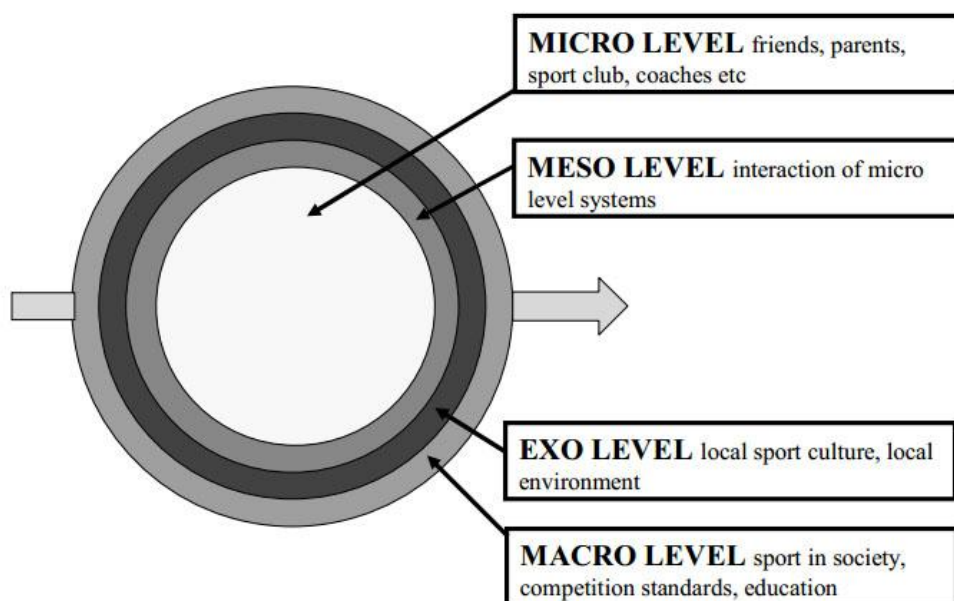 MICRO LEVEL friends, parents,
sport club, coaches etc
MESO LEVEL interaction of micro
level systems
EXO LEVEL local sport culture, local
environment
MACRO LEVEL sport in society,
competition standards, education